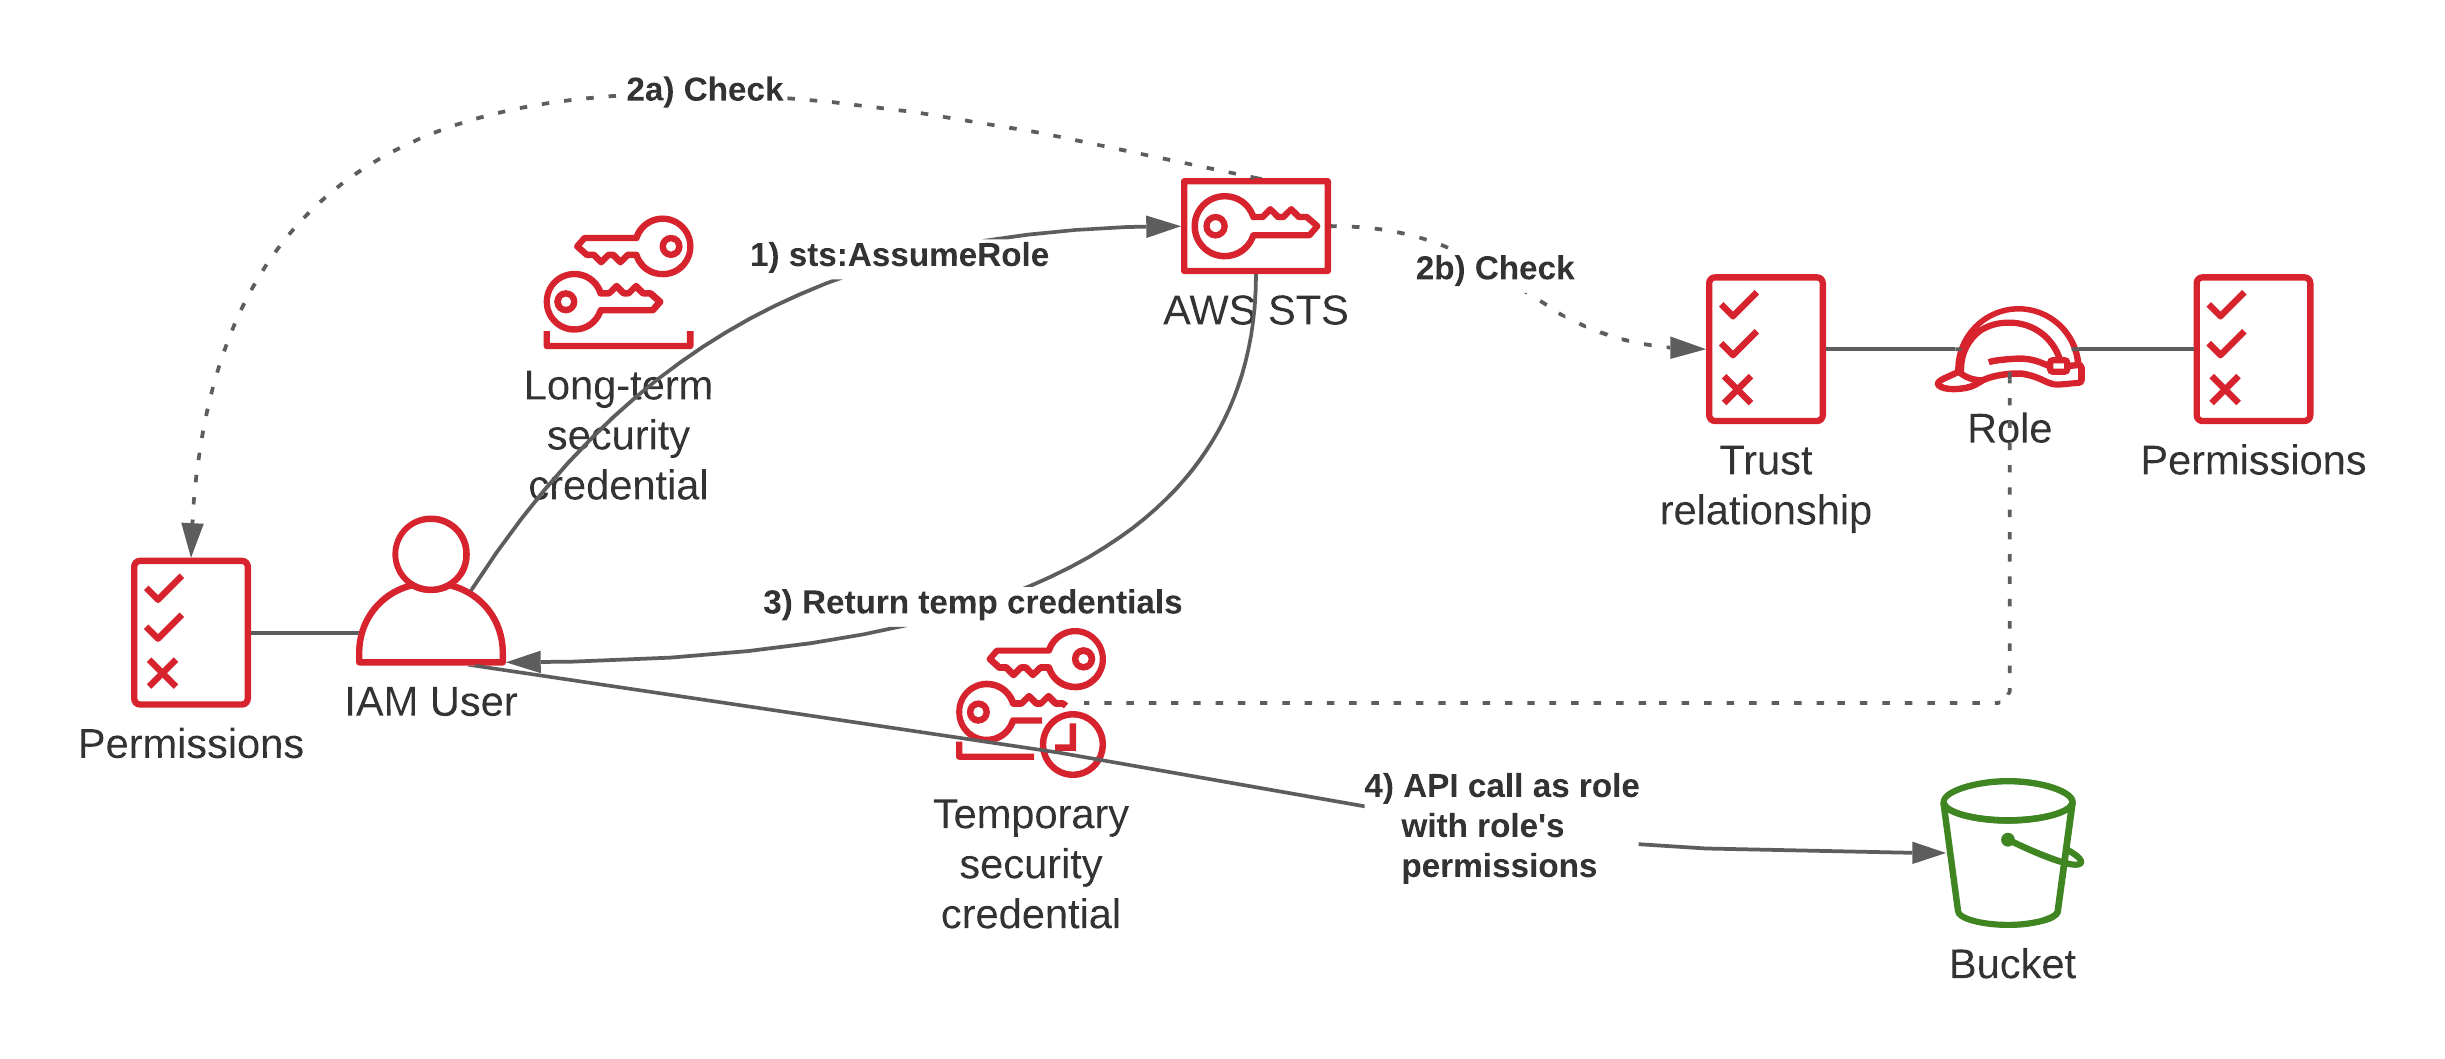 2a) Check
1) sts:AssumeRole
2b) Check
AWS STS
Long-term
security
credential
Role
Trust
relationship
Permissions
3) Return temp credentials
IAM User
Permissions
4) API call as role
with role's
permissions
Temporary
security
credential
Bucket